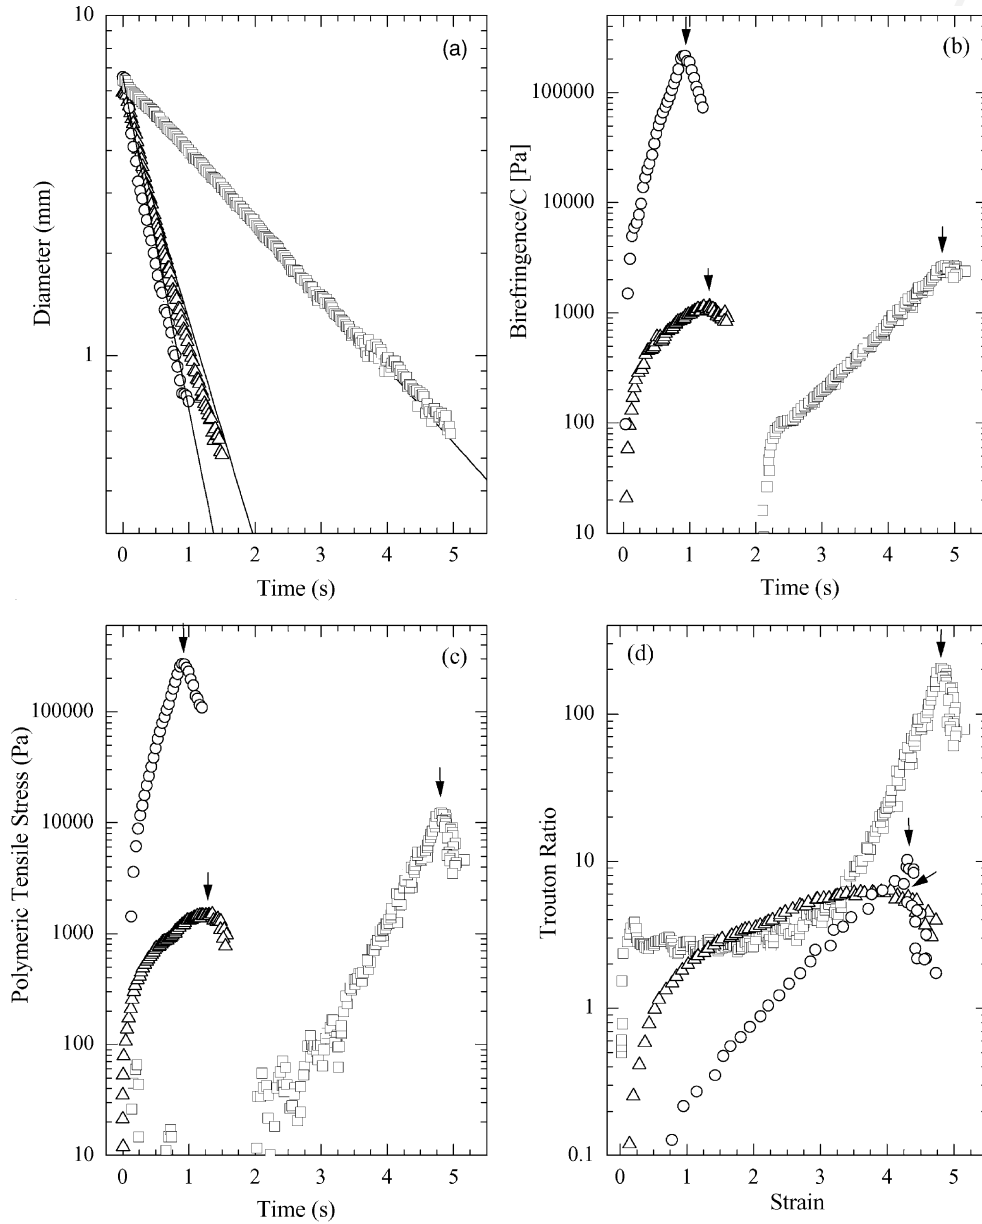 10
1
Diameter (mm)
(a)
0 1 2 3 4 5
Time (s)
100000
10000
1000
100
10
Birefringence/C [Pa]
(b)
0 1 2 3 4 5
Time (s)
100000
10000
1000
100
10
Polymeric Tensile Stress (Pa)
(c)
0 1 2 3 4 5
Time (s)
100
10
1
0.1
Trouton Ratio
(d)
0 1 2 3 4 5
Strain